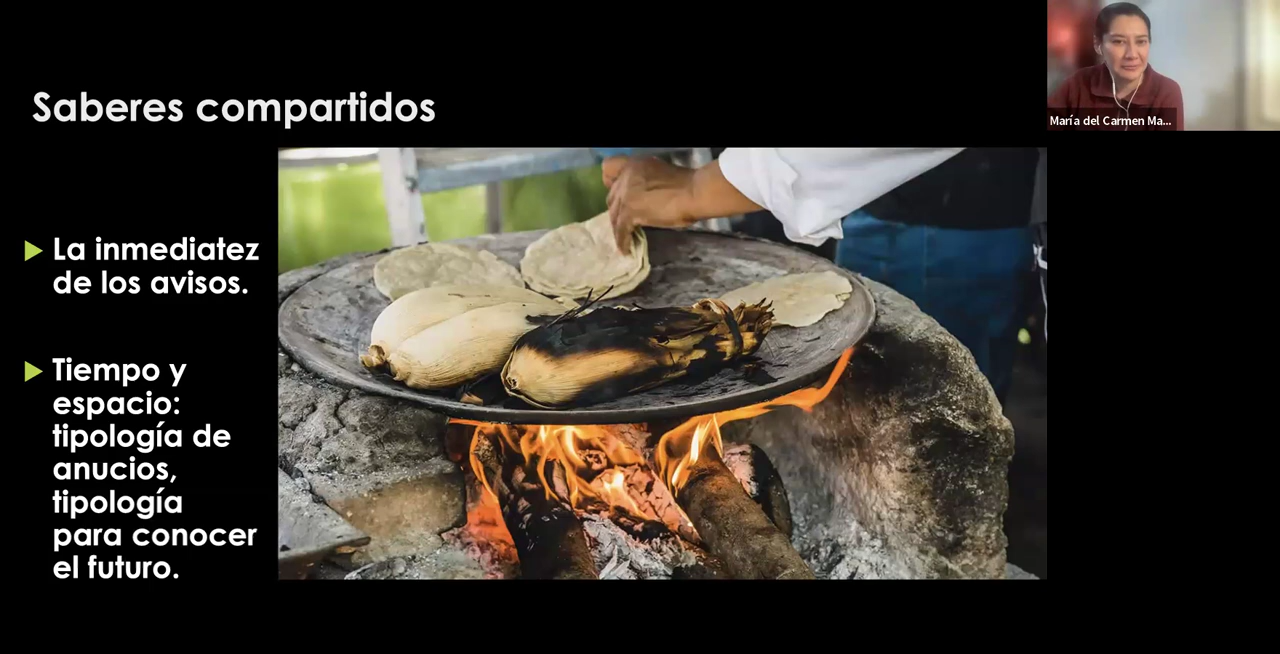 Saberes compartidos
María del Carmen Ma...
La inmediatez
de los avisos.
Tiempo y
espacio:
tipología de
anucios,
tipología
para conocer
el futuro.